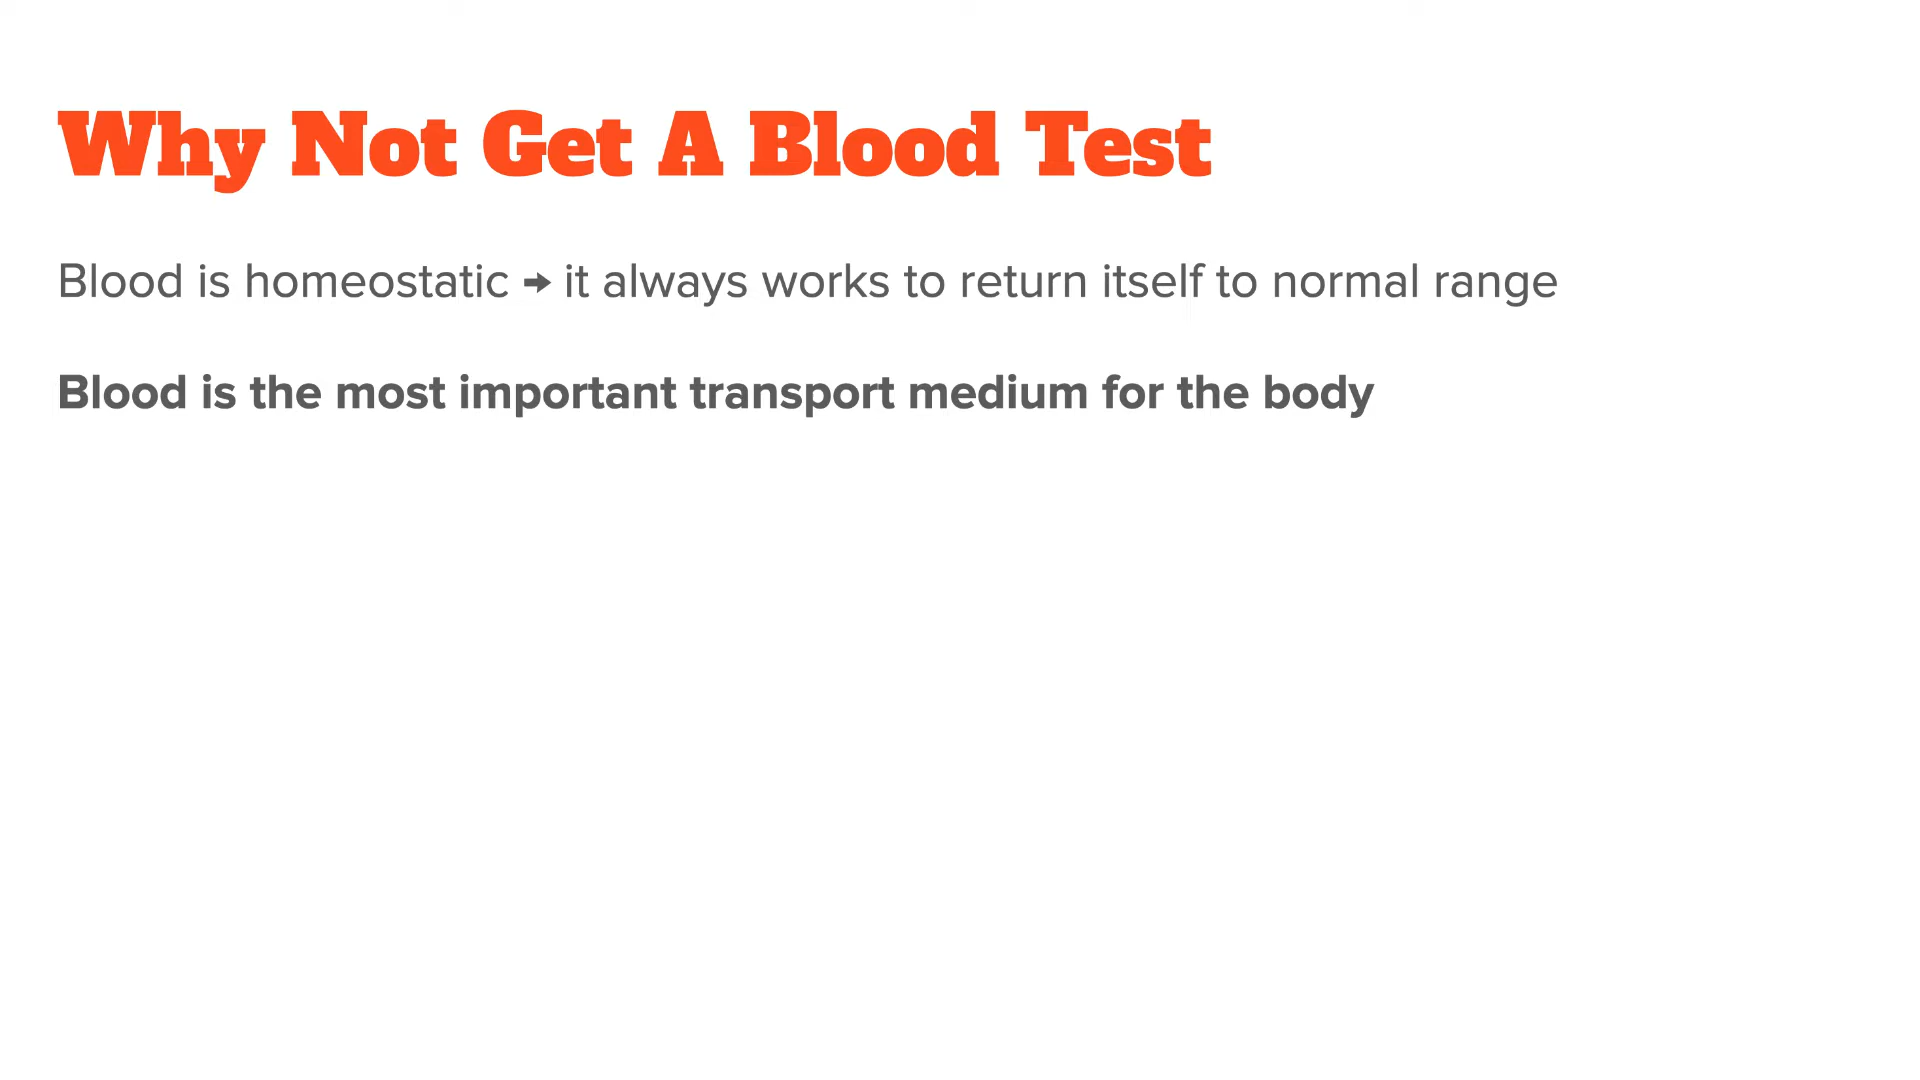 Why Not Get A Blood Test
Blood is homeostatic → it always works to return itself to normal range
Blood is the most important transport medium for the body